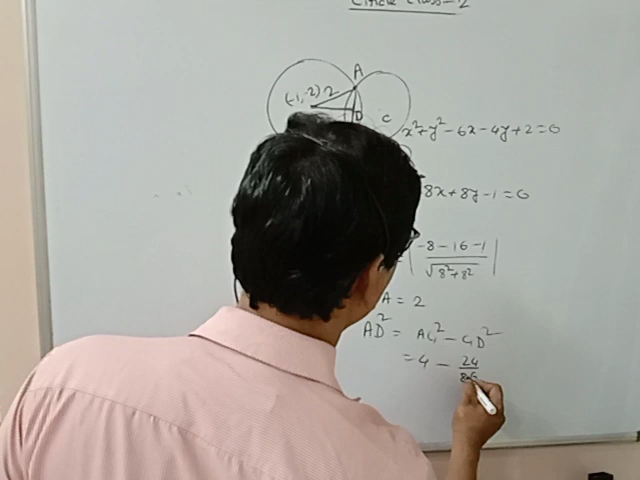 Circle Class-2
A
(-1,-2) 2
D
C
x²+y²-6x-4y+2=0
8x+8y-1=0
|-8-16-1 / √8²+8²|
A = 2
AD² = AC₁² - C₁D²
= 4 - 24